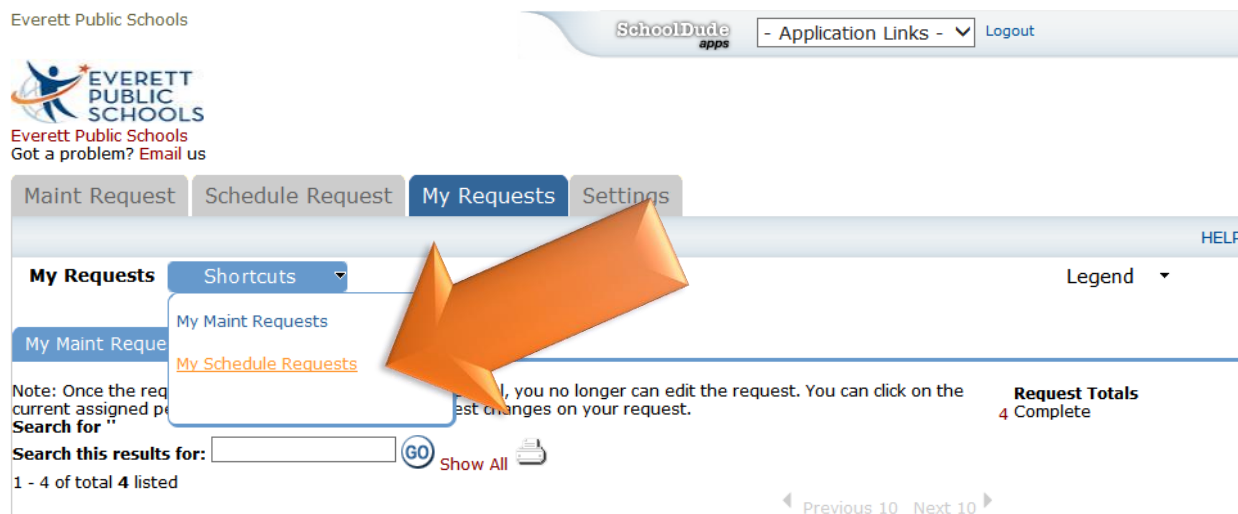 Everett Public Schools
SchoolDude apps - Application Links - Logout
EVERETT
PUBLIC
SCHOOLS
Everett Public Schools
Got a problem? Email us
Maint Request Schedule Request My Requests Settings
HELP
My Requests Shortcuts Legend
My Maint Requests
My Maint Reque
My Schedule Requests
Note: Once the req you no longer can edit the request. You can click on the
current assigned changes on your request.
Request Totals
4 Complete
Search for "
Search this results for: GO Show All
1 - 4 of total 4 listed
Previous 10 Next 10